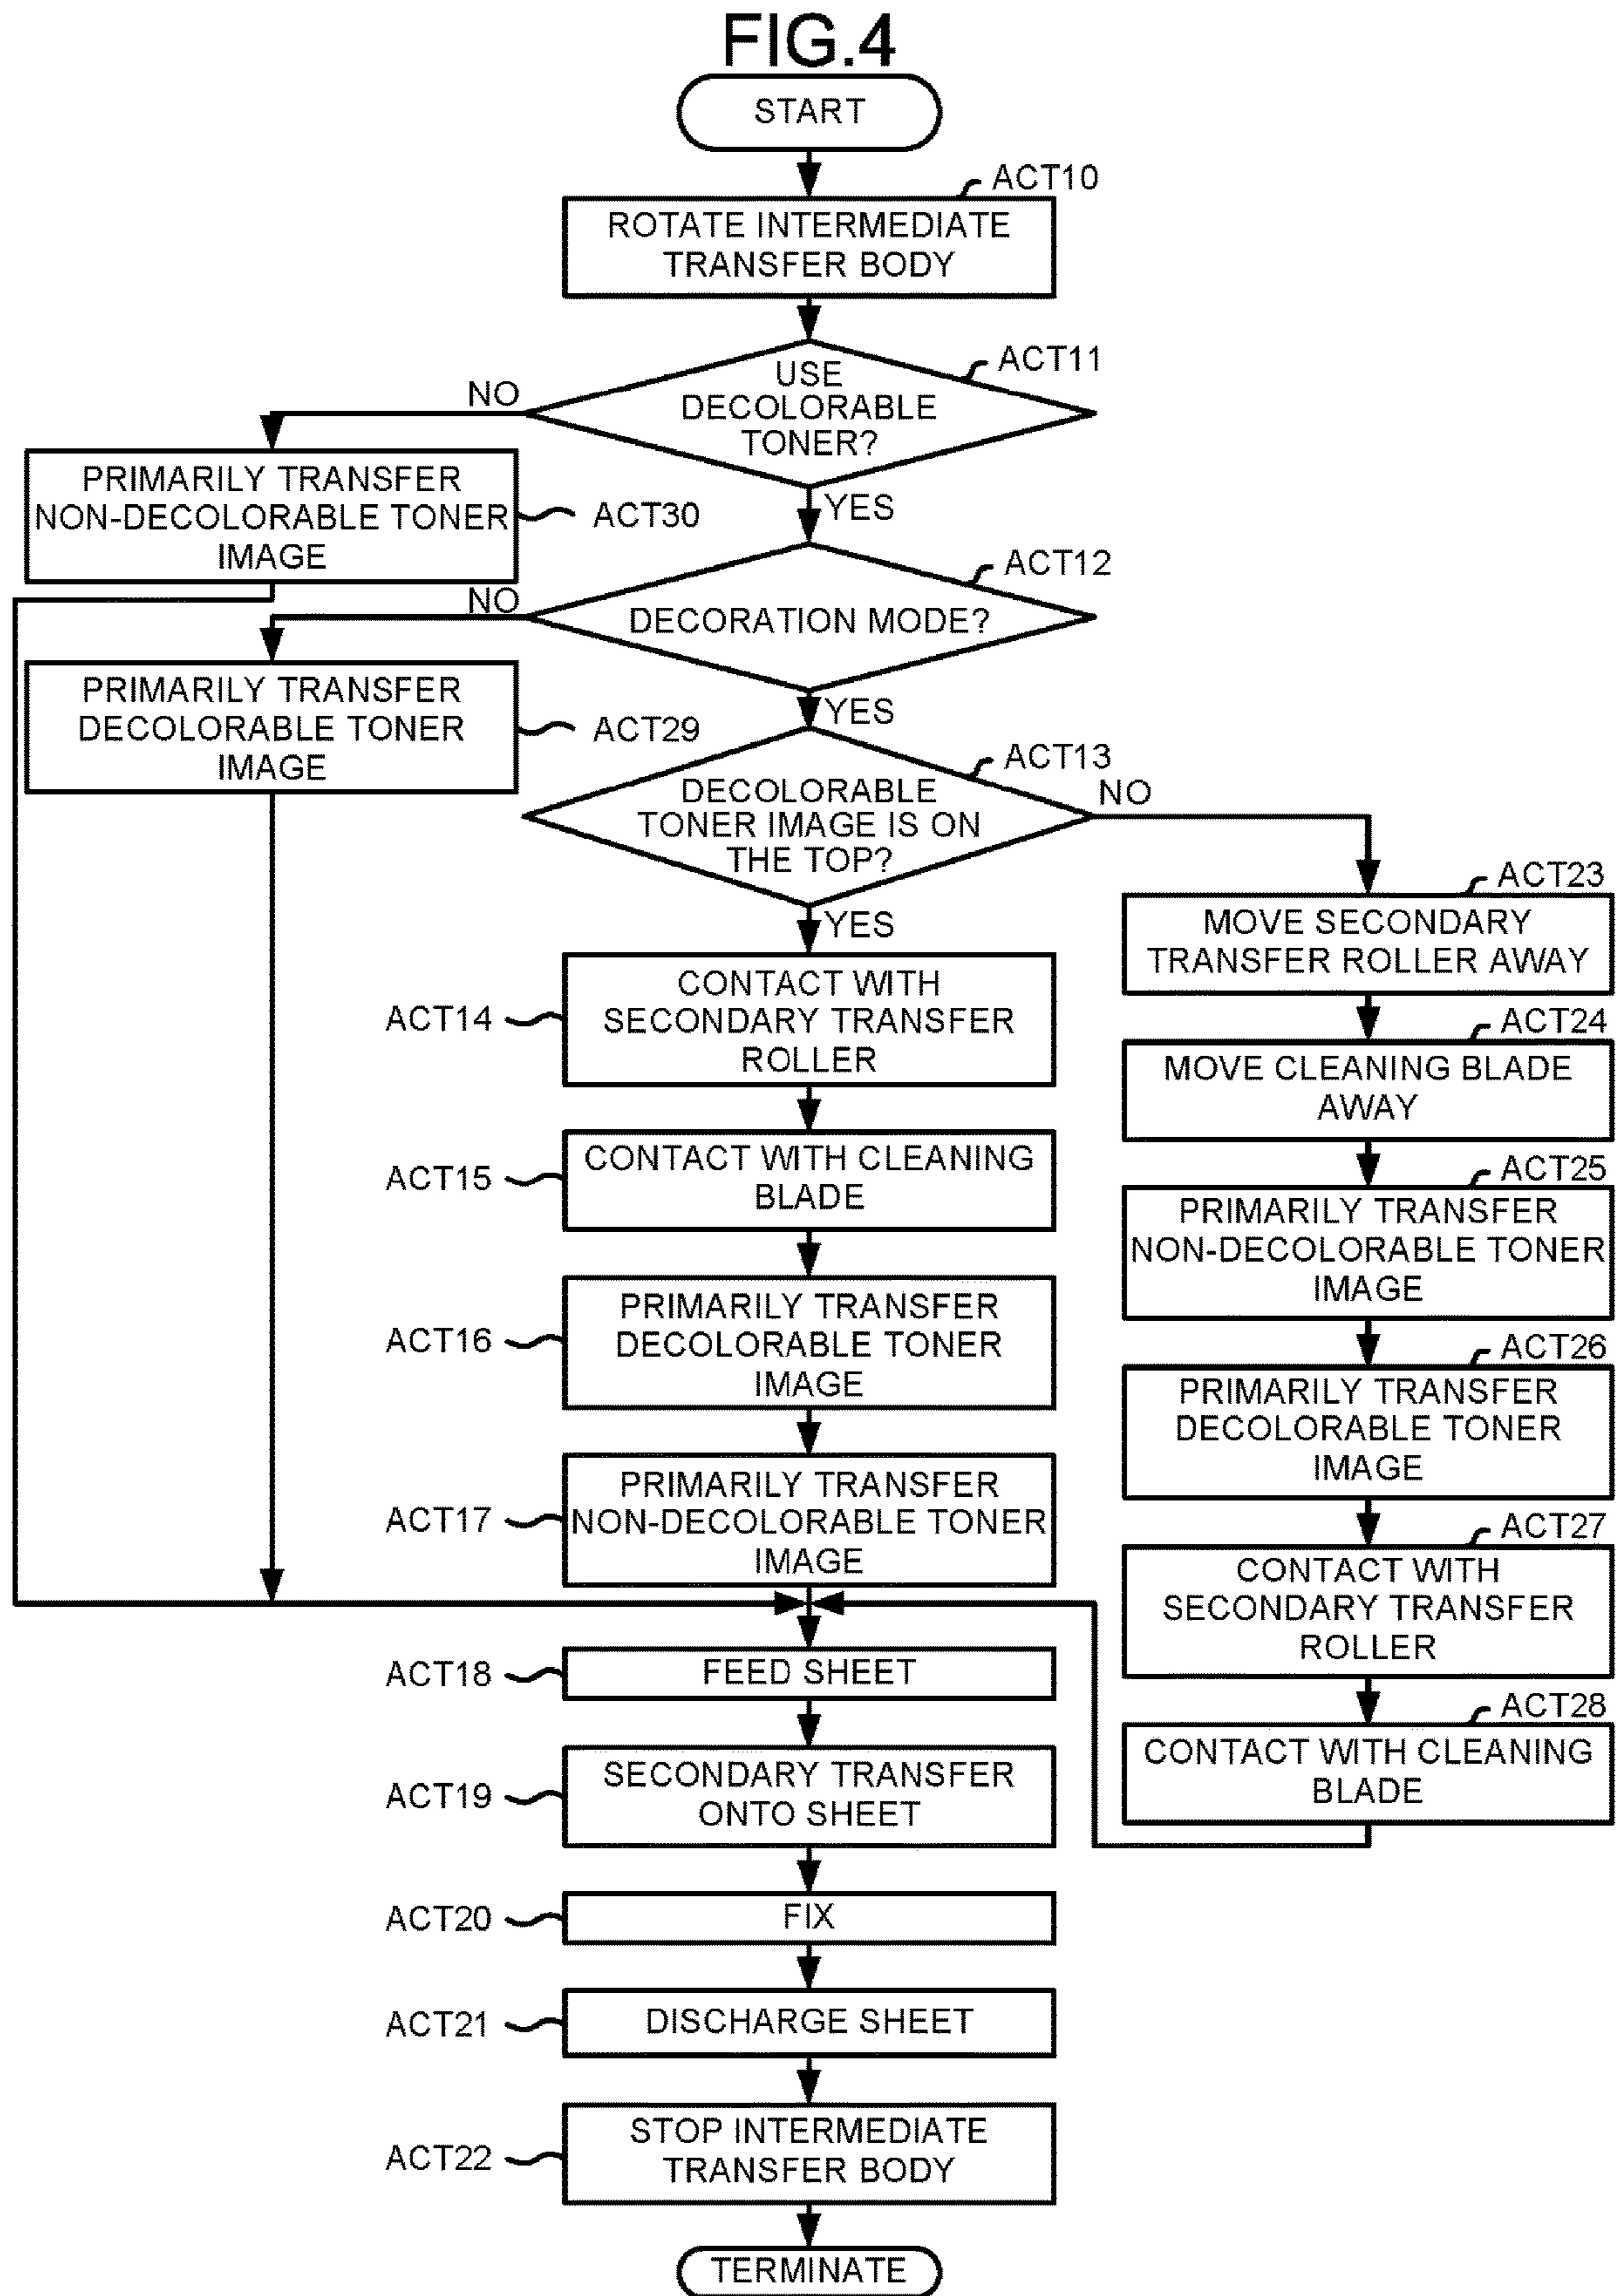 FIG.4
START
ACT10
ROTATE INTERMEDIATE
TRANSFER BODY
ACT11
USE
DECOLORABLE
TONER?
NO
YES
PRIMARILY TRANSFER
NON-DECOLORABLE TONER
IMAGE
ACT30
ACT12
DECORATION MODE?
NO
YES
PRIMARILY TRANSFER
DECOLORABLE TONER
IMAGE
ACT29
ACT13
DECOLORABLE
TONER IMAGE IS ON
THE TOP?
NO
YES
ACT14
CONTACT WITH
SECONDARY TRANSFER
ROLLER
ACT15
CONTACT WITH CLEANING
BLADE
ACT16
PRIMARILY TRANSFER
DECOLORABLE TONER
IMAGE
ACT17
PRIMARILY TRANSFER
NON-DECOLORABLE TONER
IMAGE
ACT18
FEED SHEET
ACT19
SECONDARY TRANSFER
ONTO SHEET
ACT20
FIX
ACT21
DISCHARGE SHEET
ACT22
STOP INTERMEDIATE
TRANSFER BODY
TERMINATE
ACT23
MOVE SECONDARY
TRANSFER ROLLER AWAY
ACT24
MOVE CLEANING BLADE
AWAY
ACT25
PRIMARILY TRANSFER
NON-DECOLORABLE TONER
IMAGE
ACT26
PRIMARILY TRANSFER
DECOLORABLE TONER
IMAGE
ACT27
CONTACT WITH
SECONDARY TRANSFER
ROLLER
ACT28
CONTACT WITH CLEANING
BLADE